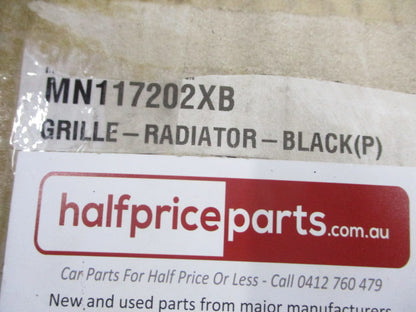 MN117202XB
GRILLE-RADIATOR-BLACK(P)
halfpriceparts.com.au
Car Parts For Half Price Or Less - Call 0412 760 479
New and used parts from major manufacturers